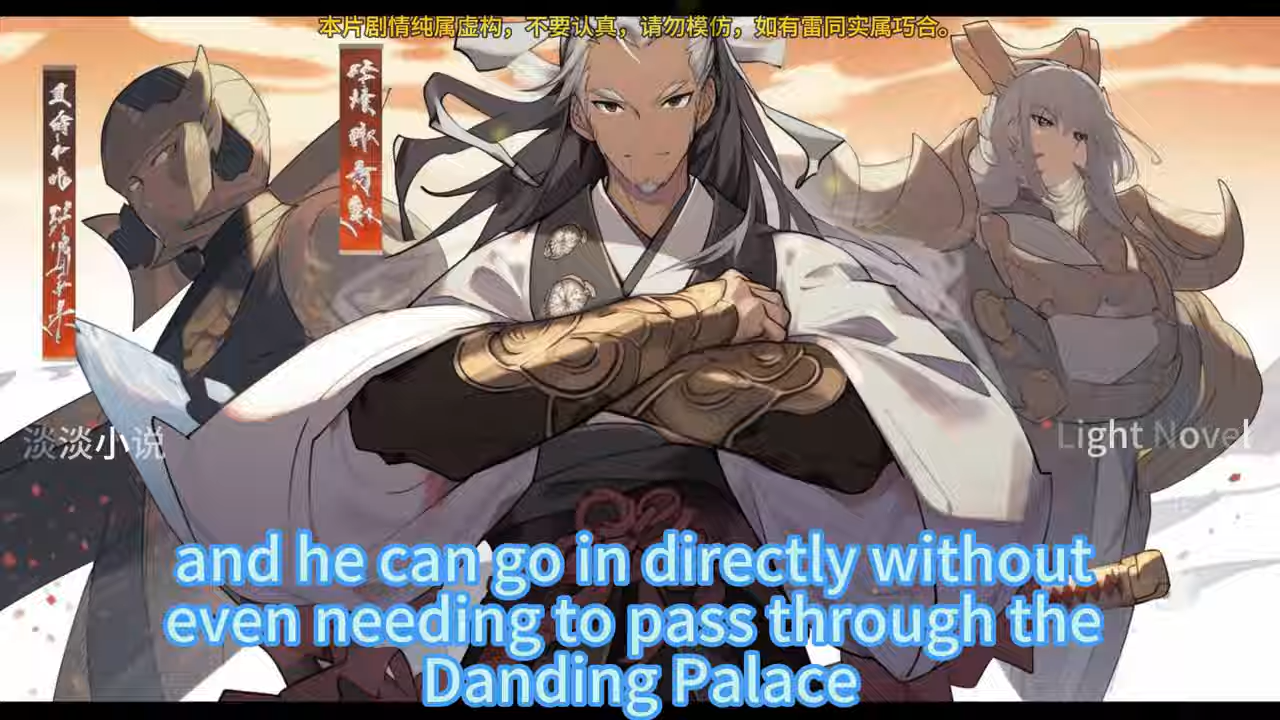 本片剧情纯属虚构，不要认真，请勿模仿，如有雷同实属巧合。
淡淡小说
Light Novel
and he can go in directly without
even needing to pass through the
Danding Palace